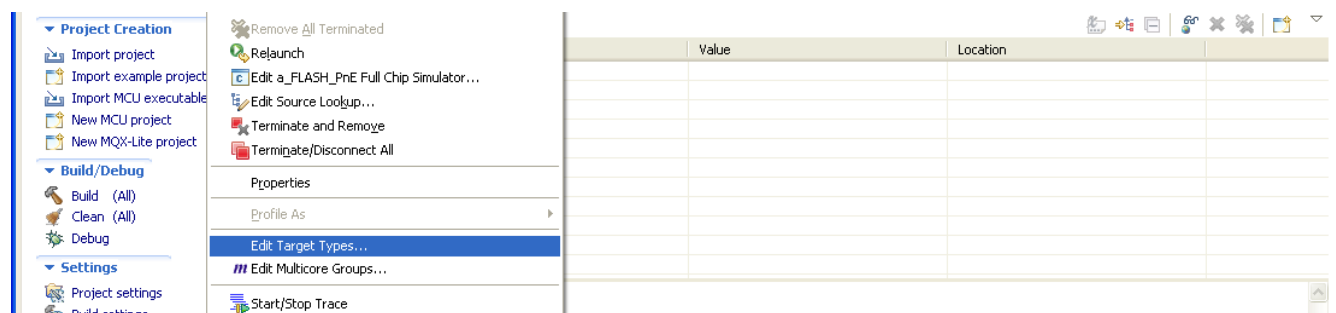 Project Creation
Import project
Import example project
Import MCU executable
New MCU project
New MQX-Lite project
Build/Debug
Build (All)
Clean (All)
Debug
Settings
Project settings
Build settings
Remove All Terminated
Relaunch
Edit a_FLASH_PnE Full Chip Simulator...
Edit Source Lookup...
Terminate and Remove
Terminate/Disconnect All
Properties
Profile As
Edit Target Types...
Edit Multicore Groups...
Start/Stop Trace
Value
Location